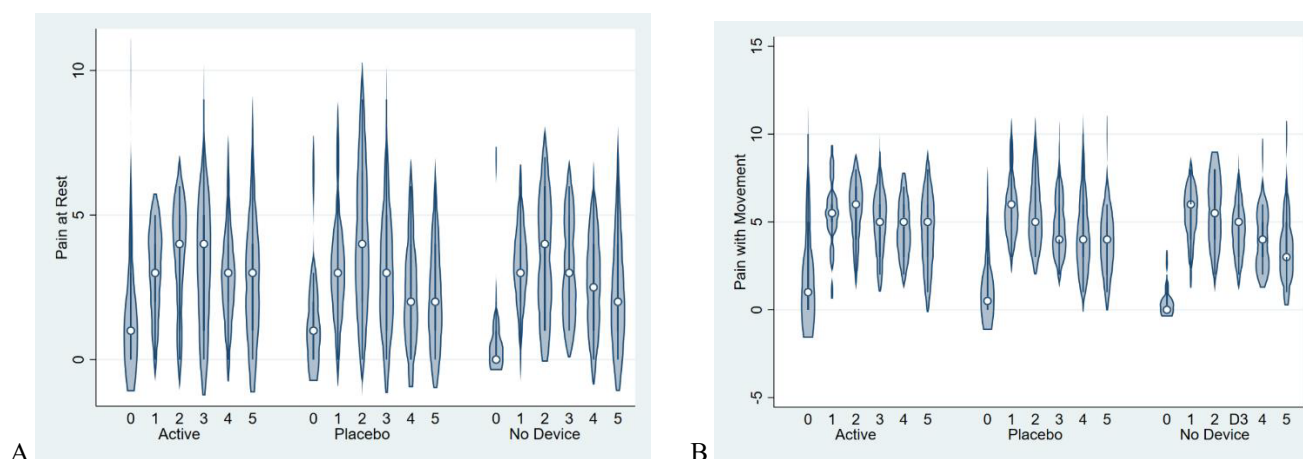 Pain at Rest
10
5
0
0 1 2 3 4 5 0 1 2 3 4 5 0 1 2 3 4 5
Active Placebo No Device
A
Pain with Movement
15
10
5
0
-5
0 1 2 3 4 5 0 1 2 3 4 5 0 1 2 D3 4 5
Active Placebo No Device
B